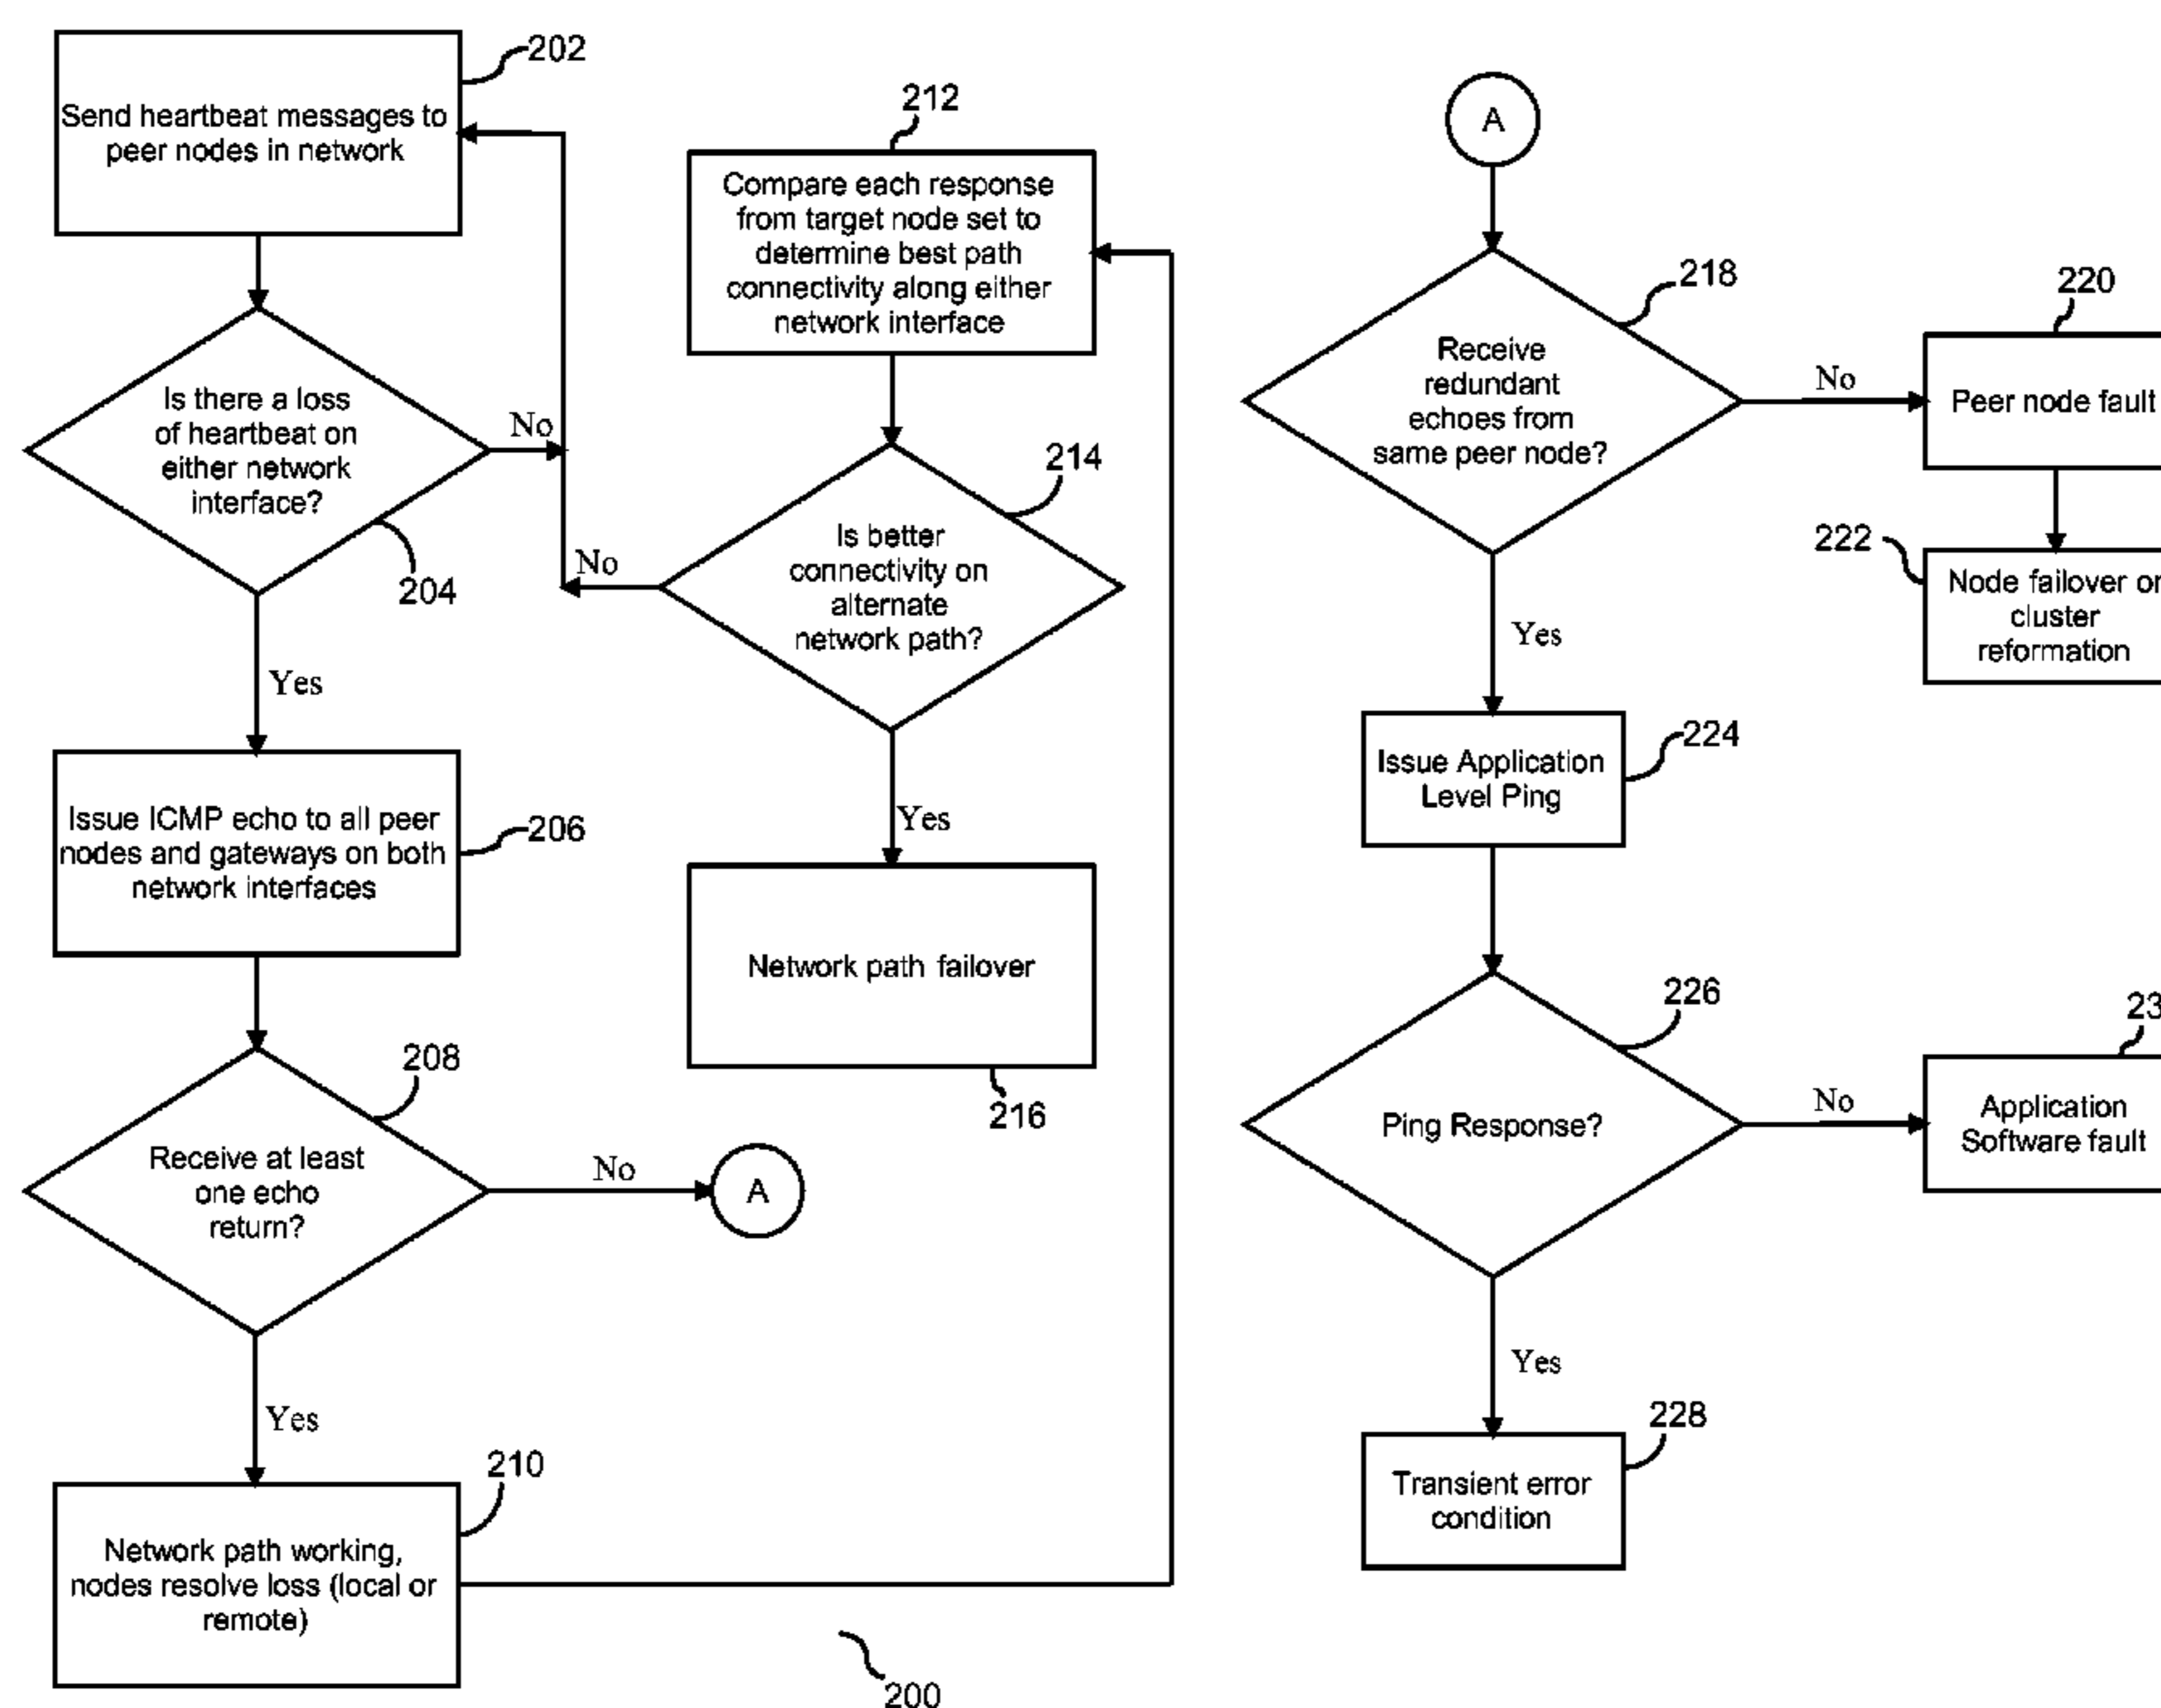 202
Send heartbeat messages to
peer nodes in network
Is there a loss
of heartbeat on
either network
interface?
No
204
Yes
Issue ICMP echo to all peer
nodes and gateways on both
network interfaces
206
208
Receive at least
one echo
return?
No
A
Yes
210
Network path working,
nodes resolve loss (local or
remote)
212
Compare each response
from target node set to
determine best path
connectivity along either
network interface
214
Is better
connectivity on
alternate
network path?
No
Yes
Network path failover
216
200
A
218
Receive
redundant
echoes from
same peer node?
No
220
Peer node fault
222
Node failover or
cluster
reformation
Yes
224
Issue Application
Level Ping
226
Ping Response?
No
23
Application
Software fault
Yes
228
Transient error
condition